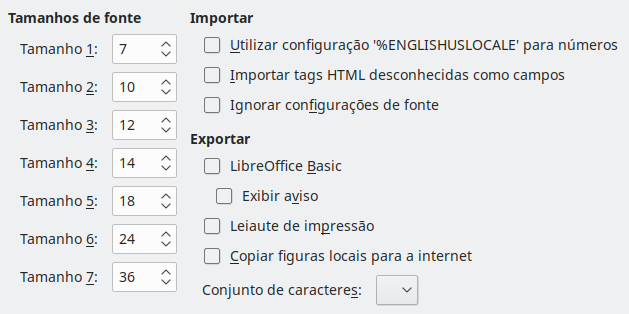 Tamanhos de fonte
Tamanho 1: 7
Tamanho 2: 10
Tamanho 3: 12
Tamanho 4: 14
Tamanho 5: 18
Tamanho 6: 24
Tamanho 7: 36
Importar
Utilizar configuração '%ENGLISHUSLOCALE' para números
Importar tags HTML desconhecidas como campos
Ignorar configurações de fonte
Exportar
LibreOffice Basic
Exibir aviso
Leiaute de impressão
Copiar figuras locais para a internet
Conjunto de caracteres: